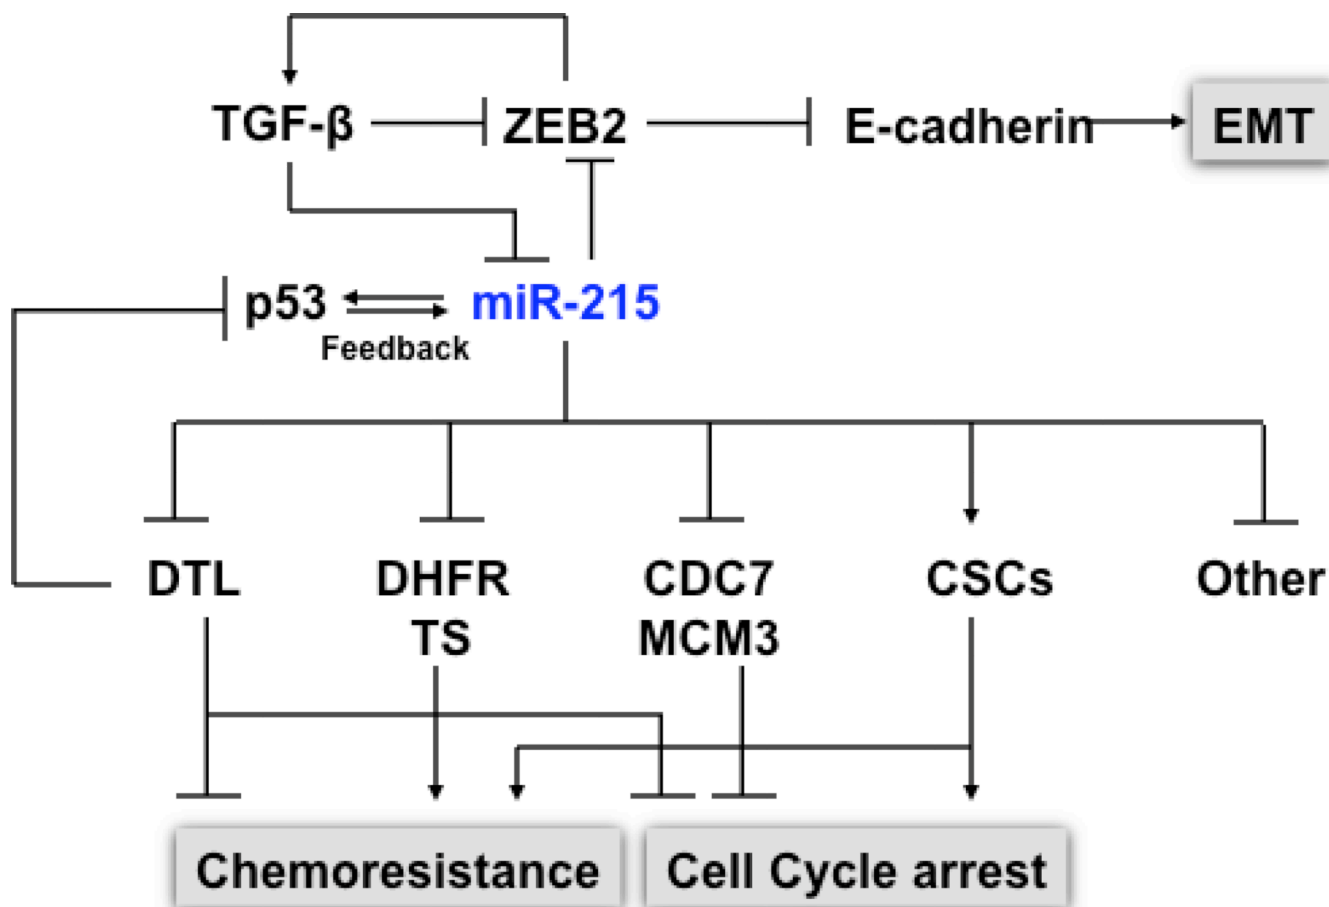 TGF-β
ZEB2
E-cadherin
EMT
p53
miR-215
Feedback
DTL
DHFR
TS
CDC7
MCM3
CSCs
Other
Chemoresistance
Cell Cycle arrest